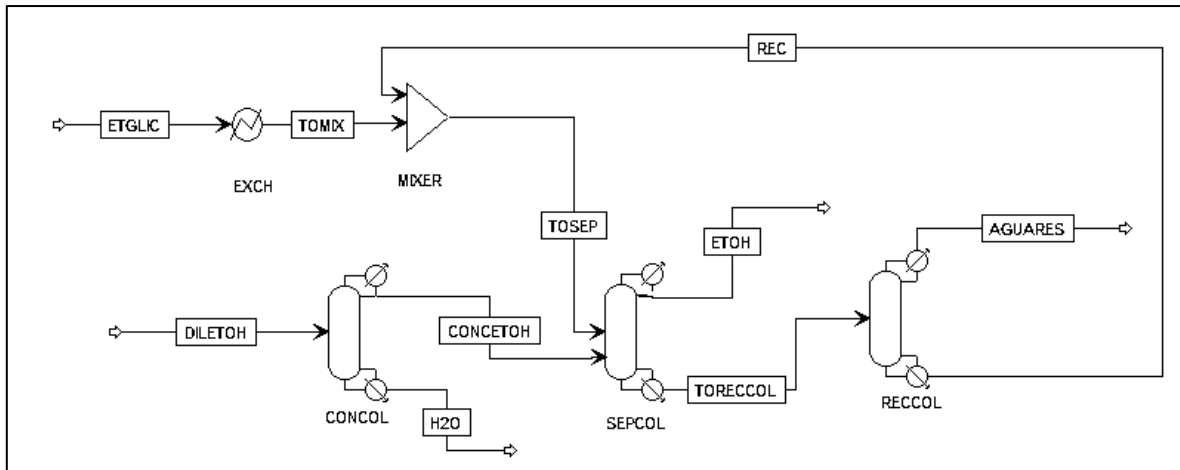 REC
ETGLIC
TOMIX
EXCH
MIXER
TOSEP
ETOH
AGUARES
DILETOH
CONCETOH
CONCOL
H2O
SEPCOL
TORECCOL
RECCOL